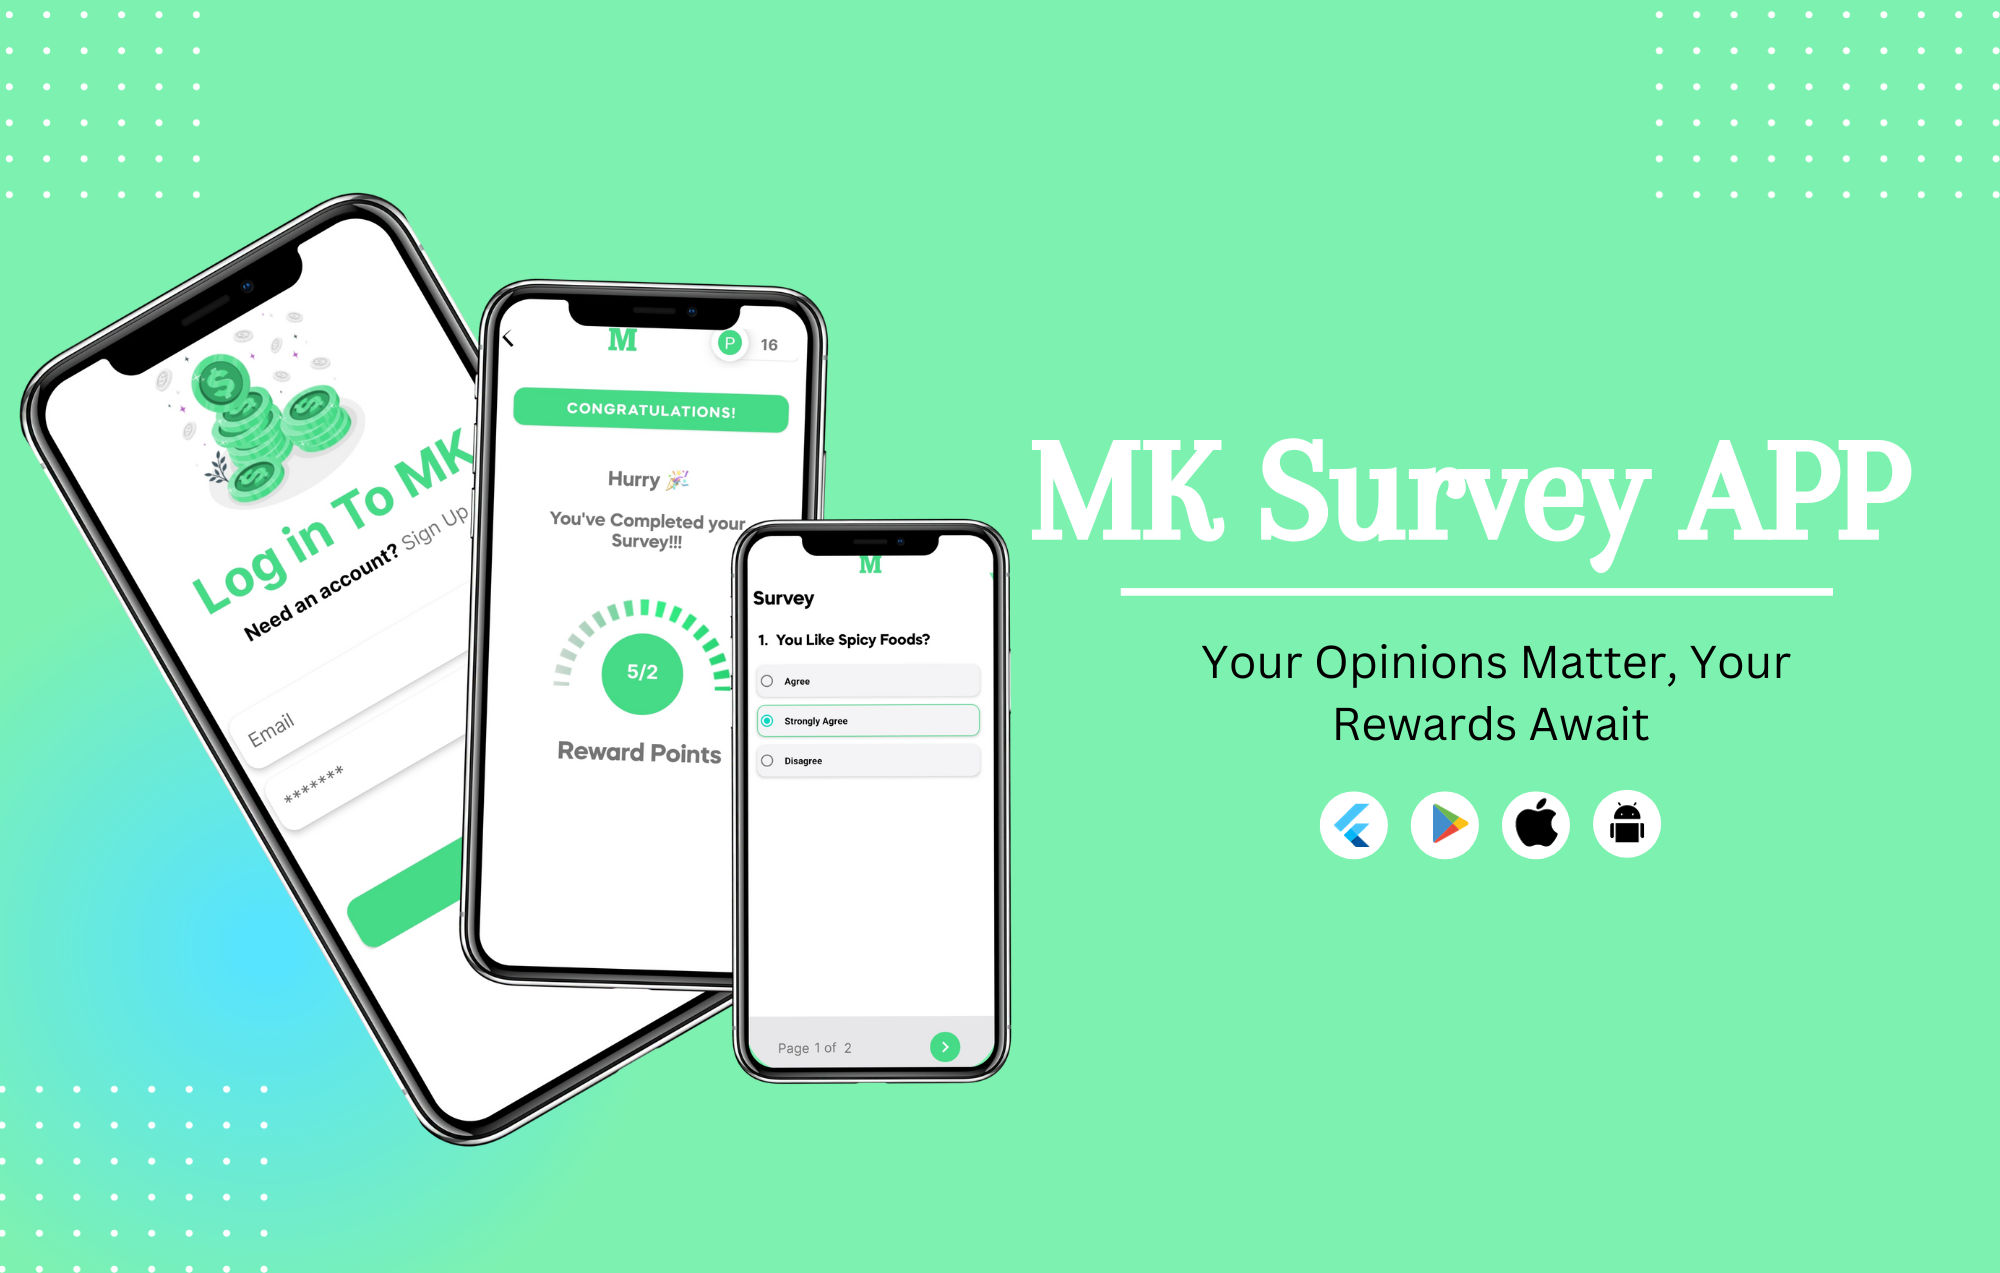 Log in To MK
Need an account? Sign Up
Email
*******
M
P 16
CONGRATULATIONS!
Hurry 🎉
You've Completed your
Survey!!!
5/2
Reward Points
M
Survey
1. You Like Spicy Foods?
Agree
Strongly Agree
Disagree
Page 1 of 2
MK Survey APP
Your Opinions Matter, Your
Rewards Await